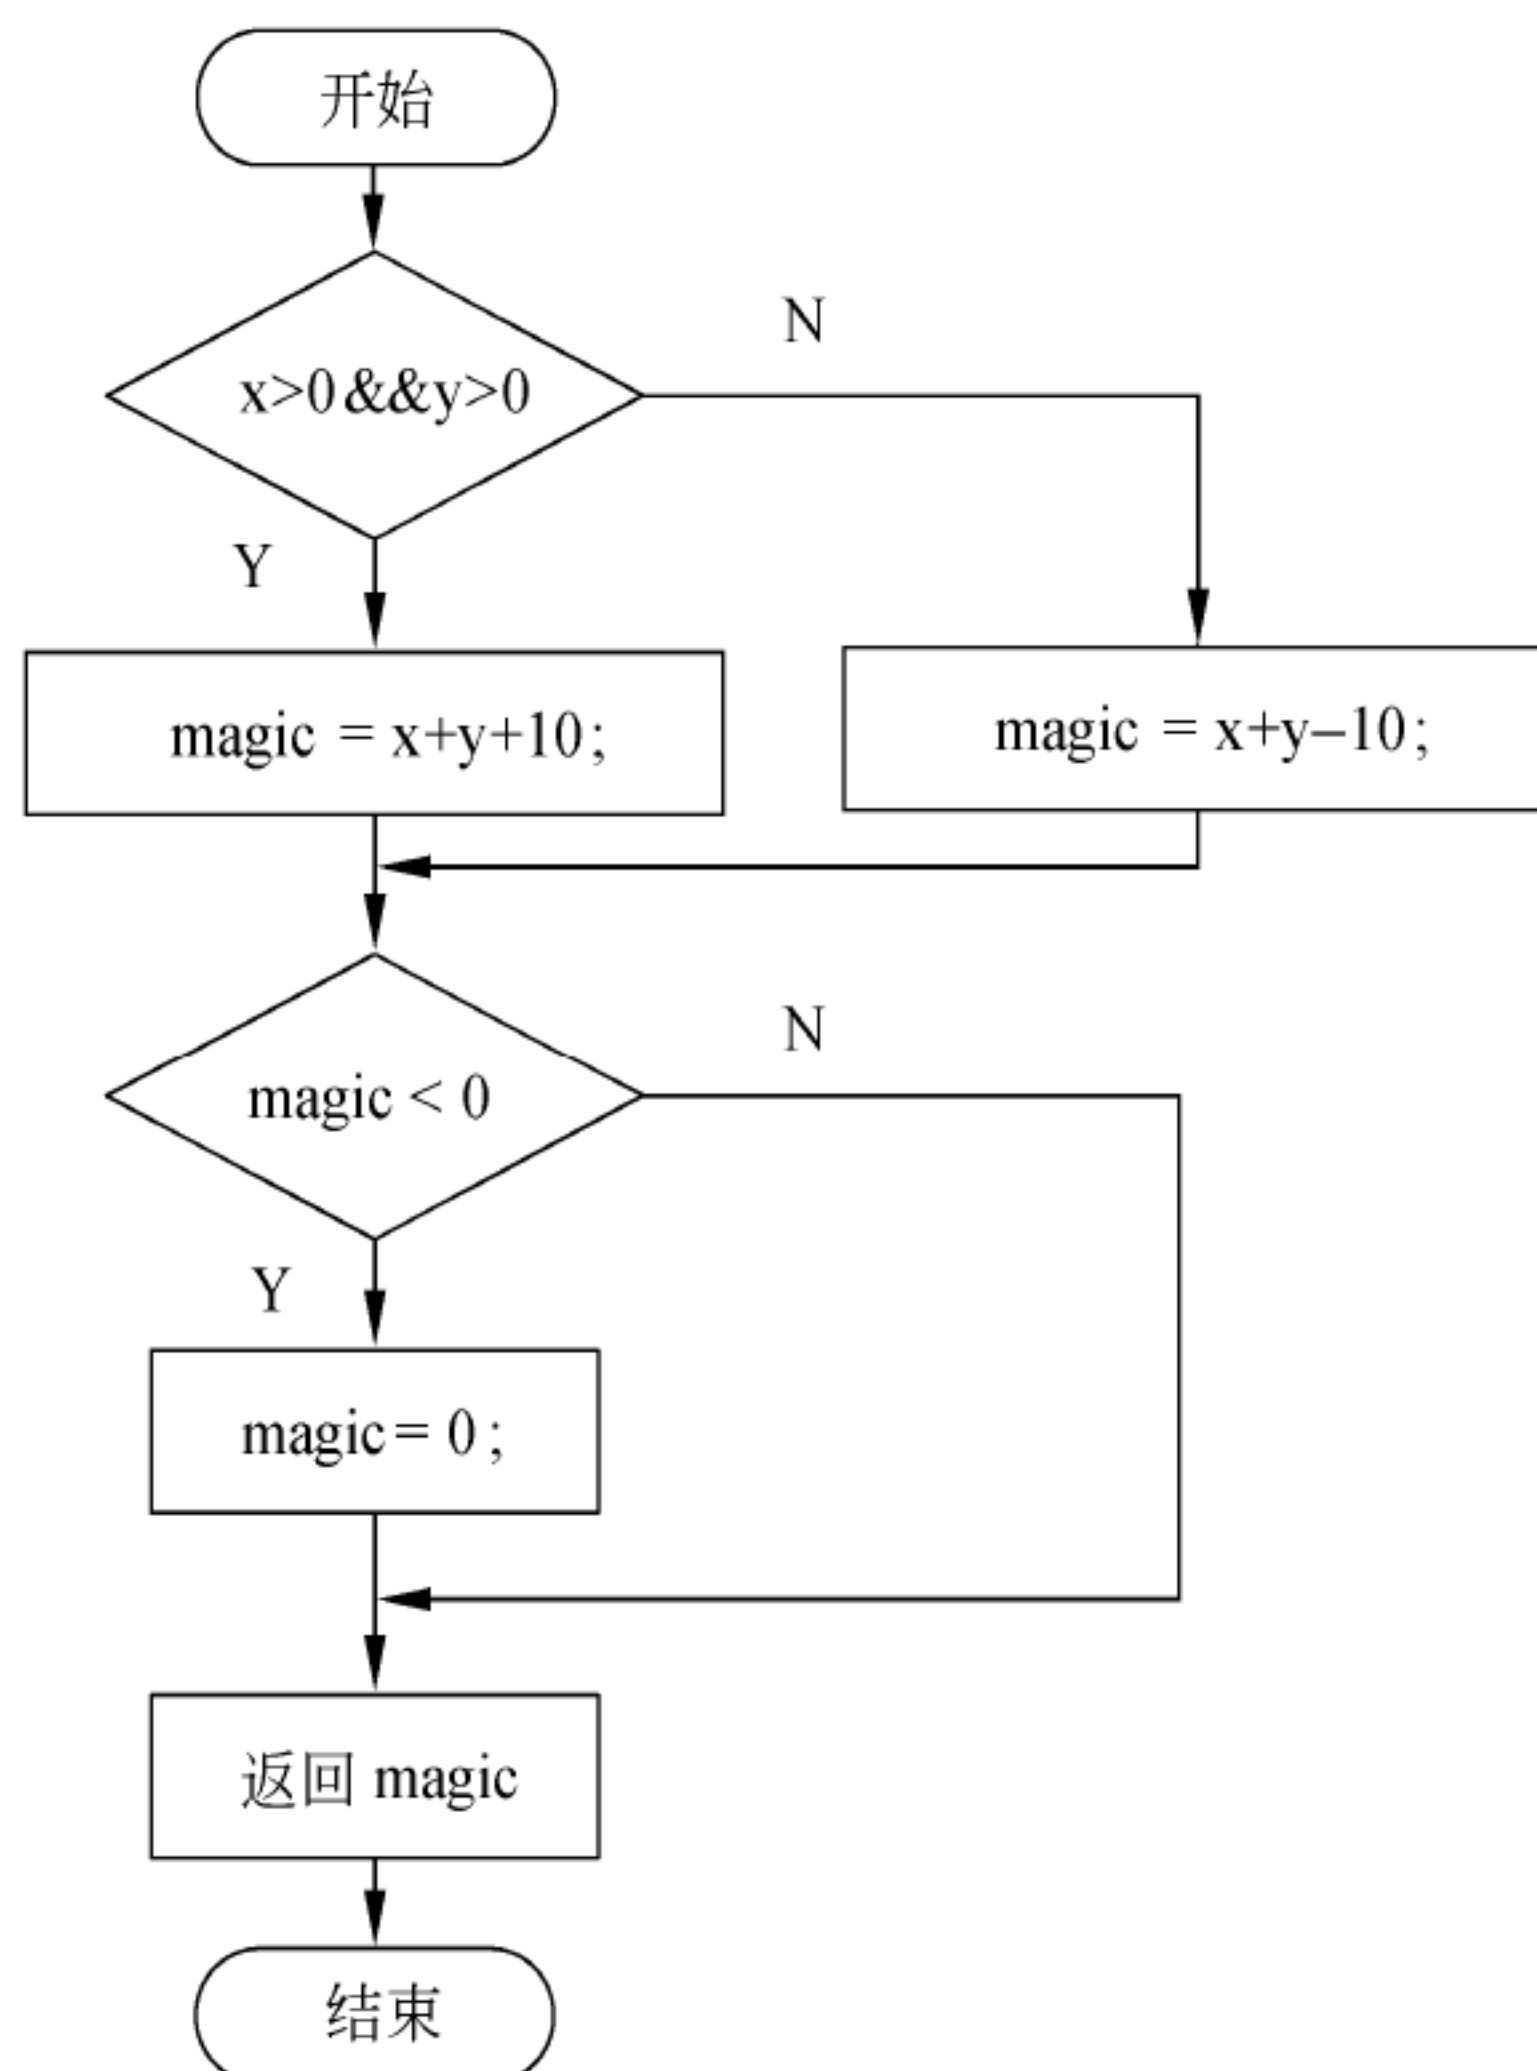 开始
x>0&&y>0
N
Y
magic = x+y+10;
magic = x+y–10;
magic < 0
N
Y
magic= 0;
返回 magic
结束